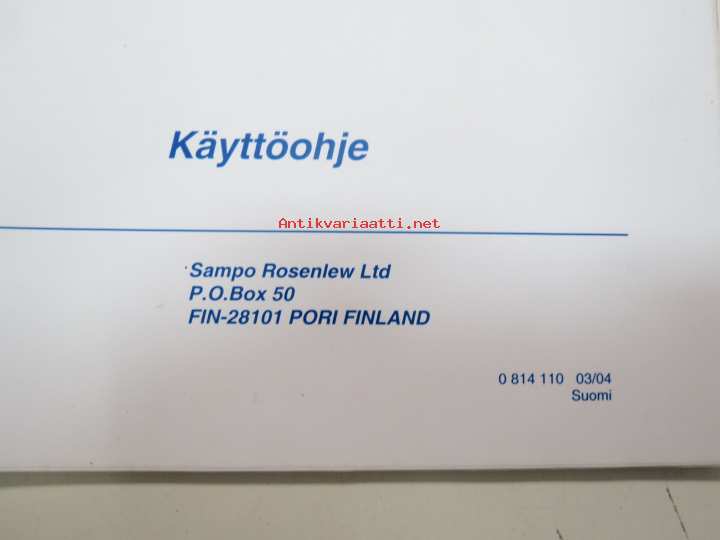 Käyttöohje
Antikvariaatti.net
Sampo Rosenlew Ltd
P.O.Box 50
FIN-28101 PORI FINLAND
0 814 110 03/04
Suomi